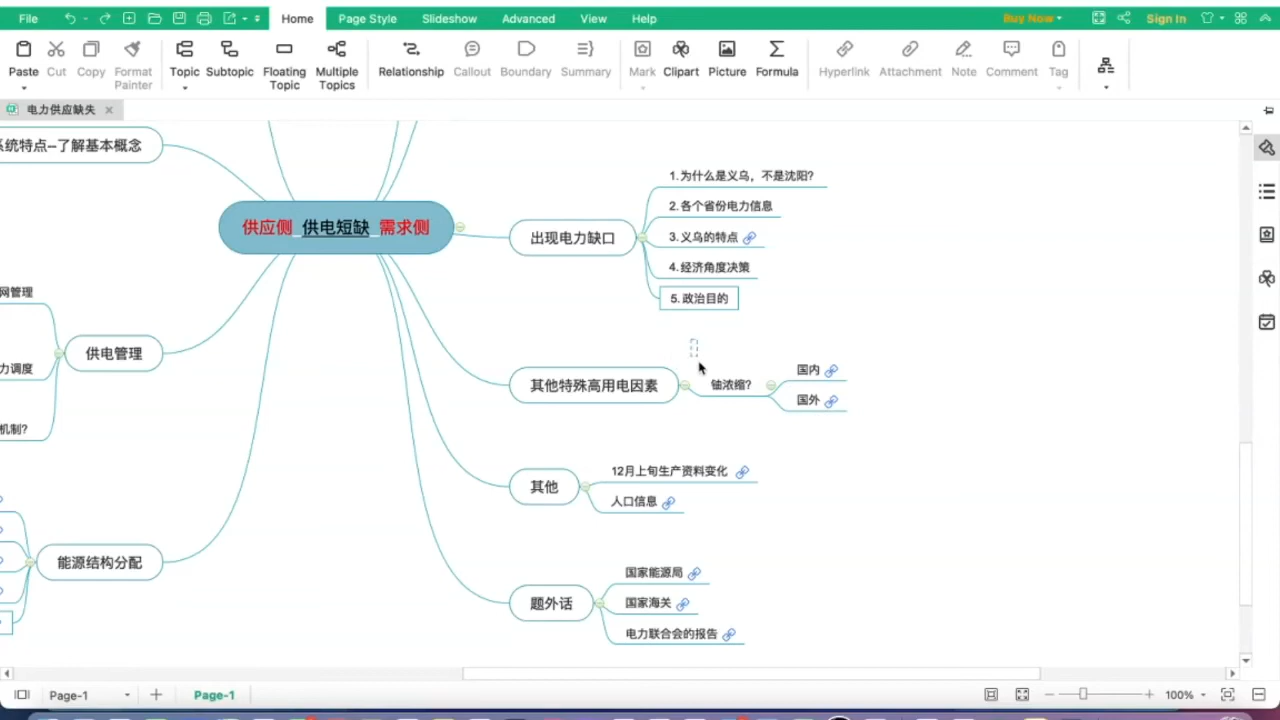 File Home Page Style Slideshow Advanced View Help Buy Now Sign In
Paste Cut Copy Format Painter Topic Subtopic Floating Topic Multiple Topics Relationship Callout Boundary Summary Mark Clipart Picture Formula Hyperlink Attachment Note Comment Tag
电力供应缺失
系统特点--了解基本概念
供应侧 供电短缺 需求侧
网管理
供电管理
力调度
机制?
能源结构分配
出现电力缺口
1.为什么是义乌，不是沈阳?
2.各个省份电力信息
3.义乌的特点
4.经济角度决策
5.政治目的
其他特殊高用电因素
铀浓缩?
国内
国外
其他
12月上旬生产资料变化
人口信息
题外话
国家能源局
国家海关
电力联合会的报告
Page-1 Page-1 100%